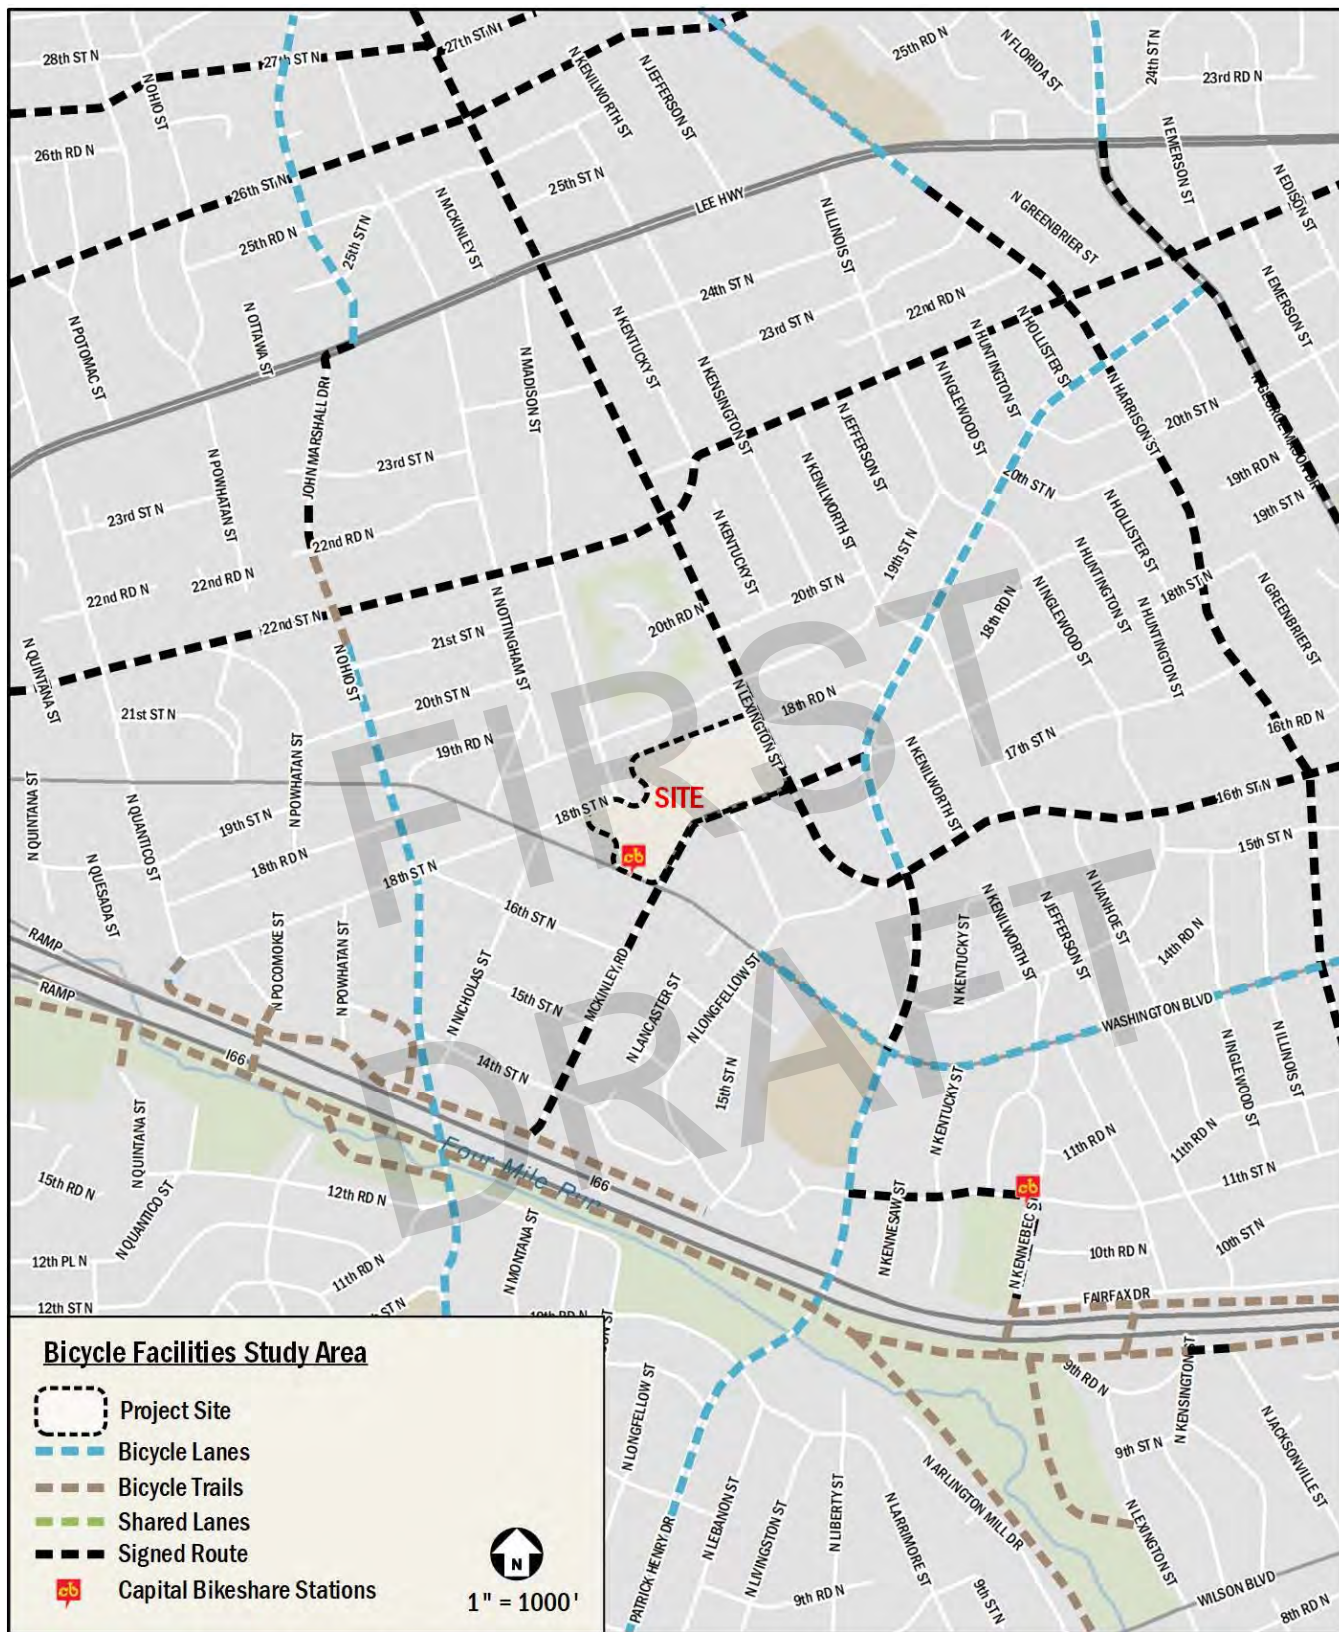 28th ST N
27th ST N
27th ST N
N OHIO ST
N KENILWORTH ST
N JEFFERSON ST
25th RD N
N FLORIDA ST
24th ST N
23rd RD N
26th RD N
26th ST N
25th RD N
25th ST N
N MCKINLEY ST
25th ST N
LEE HWY
N ILLINOIS ST
N GREENBRIER ST
N EMERSON ST
N EDISON ST
N POTOMAC ST
N OTTAWA ST
N MADISON ST
N KENTUCKY ST
24th ST N
23rd ST N
22nd RD N
N HUNTINGTON ST
N HOLLISTER ST
N EMERSON ST
JOHN MARSHALL DR
N KENSINGTON ST
N INGLEWOOD ST
N HARRISON ST
N GEORGE MASON DR
20th ST N
N POWHATAN ST
23rd ST N
23rd ST N
N JEFFERSON ST
N KENILWORTH ST
20th ST N
19th RD N
19th ST N
22nd RD N
22nd RD N
22nd RD N
N KENTUCKY ST
19th ST N
N HOLLISTER ST
N HUNTINGTON ST
18th ST N
N GREENBRIER ST
22nd ST N
N NOTTINGHAM ST
21st ST N
20th RD N
20th ST N
18th RD N
N INGLEWOOD ST
N HUNTINGTON ST
N QUINTANA ST
N OHIO ST
20th ST N
21st ST N
19th RD N
N LEXINGTON ST
18th RD N
17th ST N
16th RD N
N QUINTANA ST
N QUANTICO ST
N POWHATAN ST
19th ST N
18th ST N
SITE
N KENILWORTH ST
16th ST N
15th ST N
18th RD N
18th ST N
N QUESADA ST
16th ST N
N KENILWORTH ST
N JEFFERSON ST
N IVANHOE ST
14th RD N
RAMP
RAMP
N POCOMOKE ST
N POWHATAN ST
N NICHOLAS ST
15th ST N
MCKINLEY RD
N LANCASTER ST
N LONGFELLOW ST
N KENTUCKY ST
WASHINGTON BLVD
I66
14th ST N
15th ST N
N KENTUCKY ST
N INGLEWOOD ST
N ILLINOIS ST
N QUINTANA ST
Four Mile Run
I66
11th RD N
11th RD N
11th ST N
15th RD N
N QUANTICO ST
12th RD N
N MONTANA ST
N KENNESAW ST
N KENNEBEC ST
10th RD N
10th ST N
12th PL N
11th RD N
12th ST N
FAIRFAX DR
FIRST
DRAFT
N LONGFELLOW ST
9th RD N
N KENSINGTON ST
9th ST N
N JACKSONVILLE ST
PATRICK HENRY DR
N LEBANON ST
N LIVINGSTON ST
N LIBERTY ST
N LARRIMORE ST
N ARLINGTON MILL DR
N LEXINGTON ST
9th RD N
9th ST N
WILSON BLVD
8th RD N
Bicycle Facilities Study Area
Project Site
Bicycle Lanes
Bicycle Trails
Shared Lanes
Signed Route
cb Capital Bikeshare Stations
N
1" = 1000'